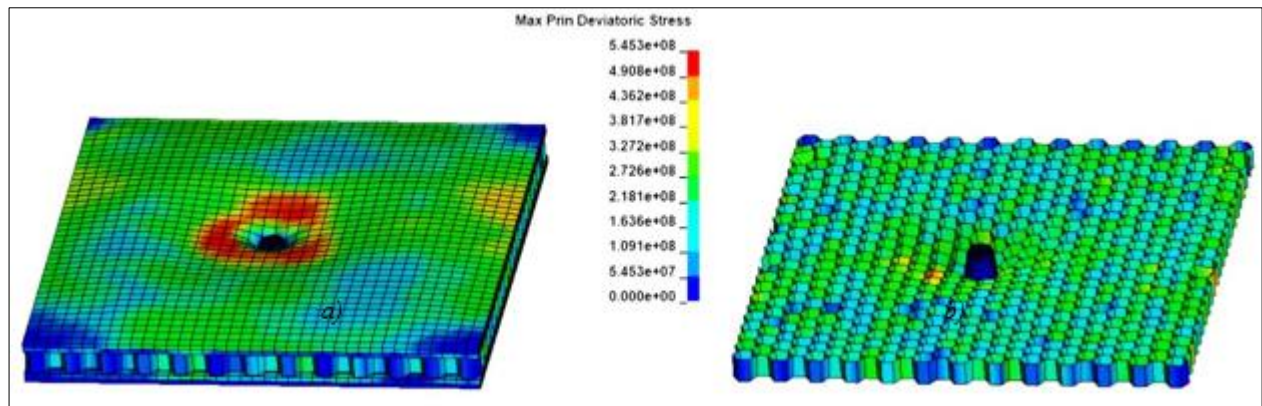 Max Prin Deviatoric Stress
5.453e+08
4.908e+08
4.362e+08
3.817e+08
3.272e+08
2.726e+08
2.181e+08
1.636e+08
1.091e+08
5.453e+07
0.000e+00
a)
b)